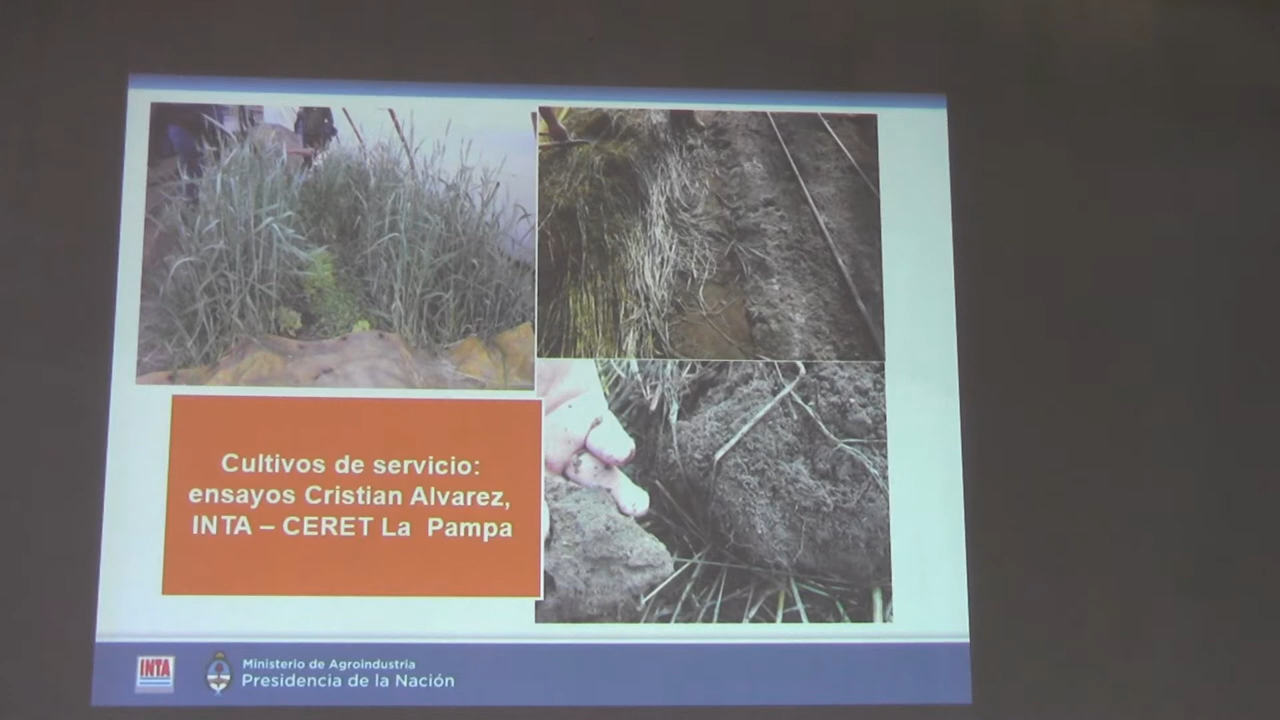 Cultivos de servicio:
ensayos Cristian Alvarez,
INTA – CERET La Pampa
INTA
Ministerio de Agroindustria
Presidencia de la Nación